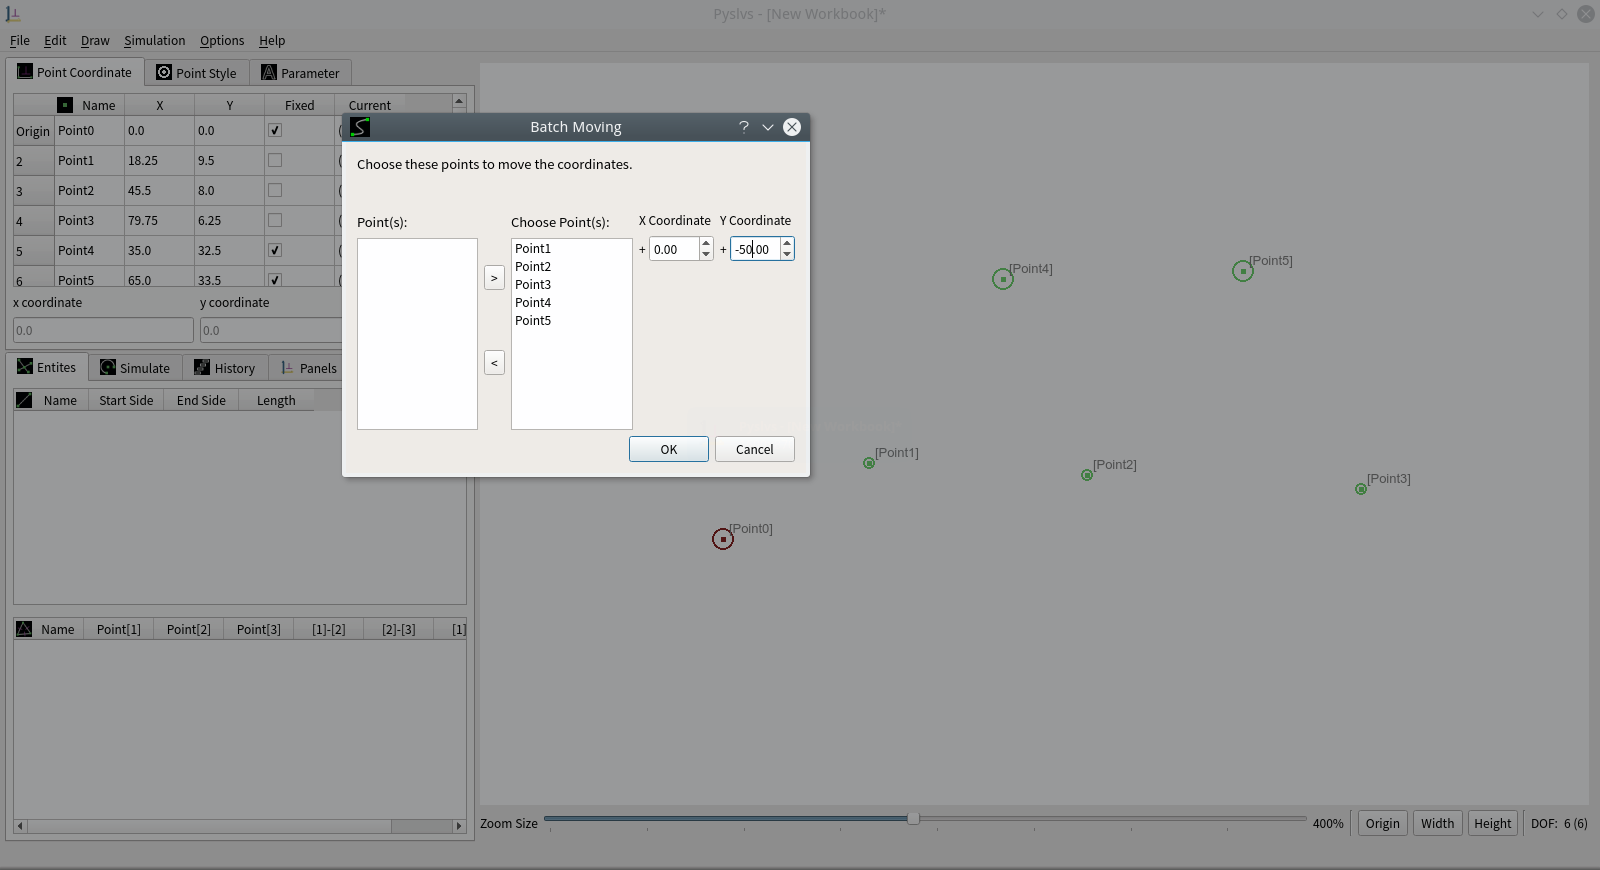 Pyslvs - [New Workbook]*
File Edit Draw Simulation Options Help
Point Coordinate Point Style Parameter
Name X Y Fixed Current
Origin Point0 0.0 0.0 (
2 Point1 18.25 9.5 (
3 Point2 45.5 8.0 (
4 Point3 79.75 6.25 (
5 Point4 35.0 32.5 (
6 Point5 65.0 33.5 (
x coordinate y coordinate
0.0 0.0
Entites Simulate History Panels
Name Start Side End Side Length
Name Point[1] Point[2] Point[3] [1]-[2] [2]-[3] [1]
Batch Moving
Choose these points to move the coordinates.
Point(s): Choose Point(s): X Coordinate Y Coordinate
+ 0.00 + -50.00
Point1
Point2
Point3
Point4
Point5
>
<
OK Cancel
[Point4]
[Point5]
[Point1]
[Point2]
[Point3]
[Point0]
Zoom Size 400% Origin Width Height DOF: 6 (6)